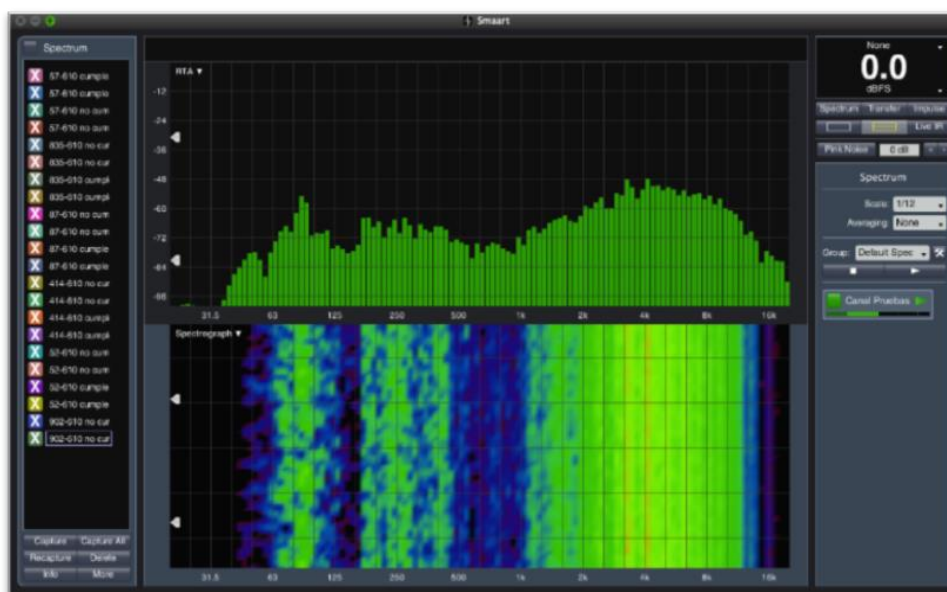 Smaart
Spectrum
57-610 cumple
57-610 cumple
57-610 no cum
57-610 no cum
835-610 no cur
835-610 no cur
835-610 cumpl
835-610 cumpl
87-610 no cum
87-610 no cum
87-610 cumple
87-610 cumple
414-610 no cur
414-610 no cur
414-610 cumpl
414-610 cumpl
52-610 no cum
52-610 no cum
52-610 cumple
52-610 cumple
902-610 no cur
902-610 no cur
Capture Capture All
Recapture Delete
Info More
RTA
-12
-24
-36
-48
-60
-72
-84
-96
31.5 63 125 250 500 1k 2k 4k 8k 16k
Spectrograph
31.5 63 125 250 500 1k 2k 4k 8k 16k
None
0.0
dBFS
Spectrum Transfer Impulse
Live IR
Pink Noise 0 dB
Spectrum
Scale: 1/12
Averaging: None
Group: Default Spec
Canal Pruebas